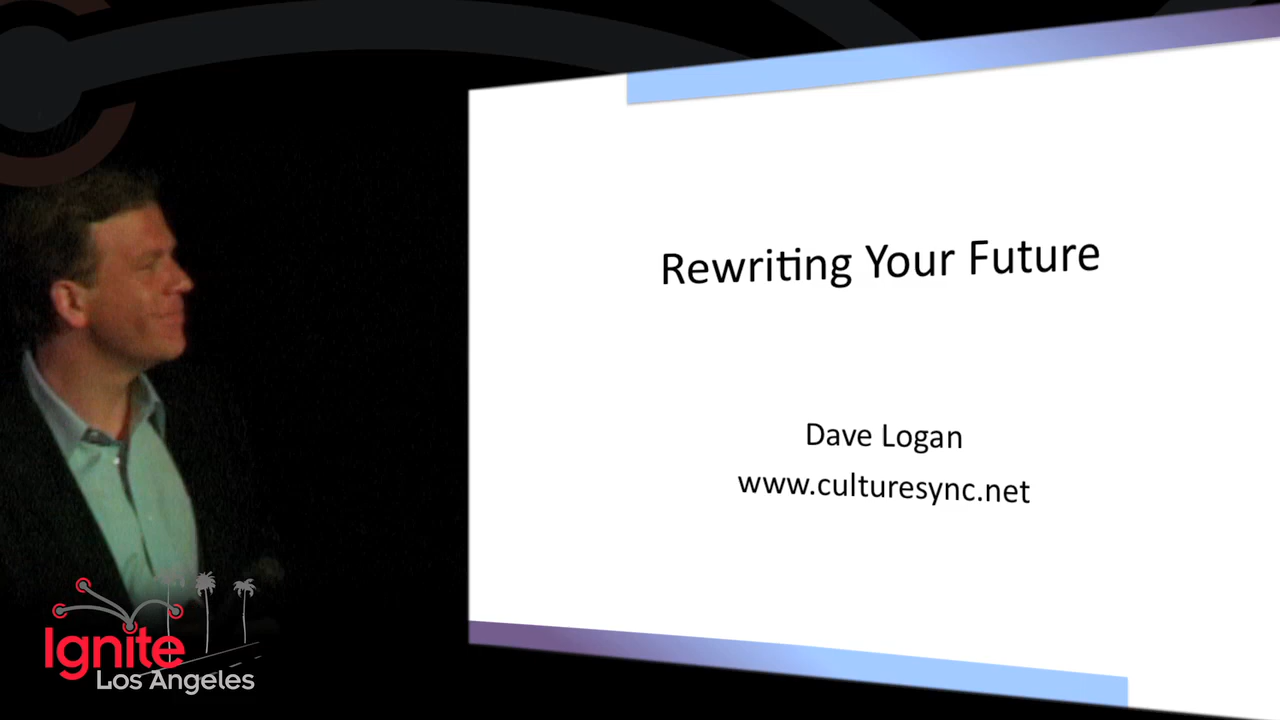 Rewriting Your Future
Dave Logan
www.culturesync.net
Ignite
Los Angeles